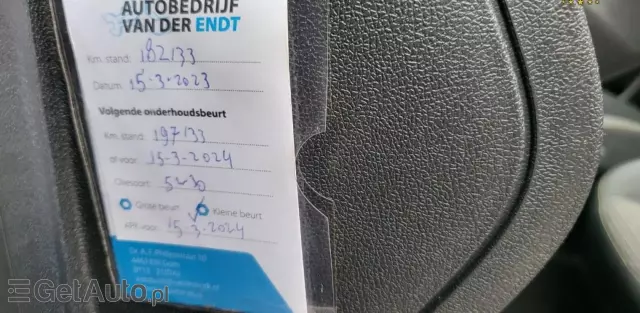 AUTOBEDRIJF
VAN DER ENDT
Km. stand: 182133
Datum: 15-3-2023
Volgende onderhoudsbeurt
Km. stand: 197133
of voor: 15-3-2024
Oliesoort: 5w30
Grote beurt Kleine beurt
APK voor: 15-3-2024
GetAuto.pl